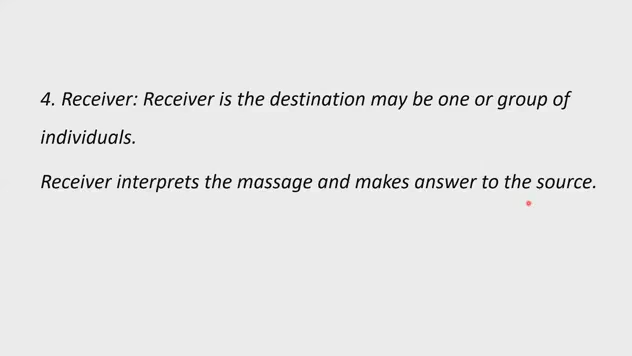 4. Receiver: Receiver is the destination may be one or group of
individuals.
Receiver interprets the massage and makes answer to the source.